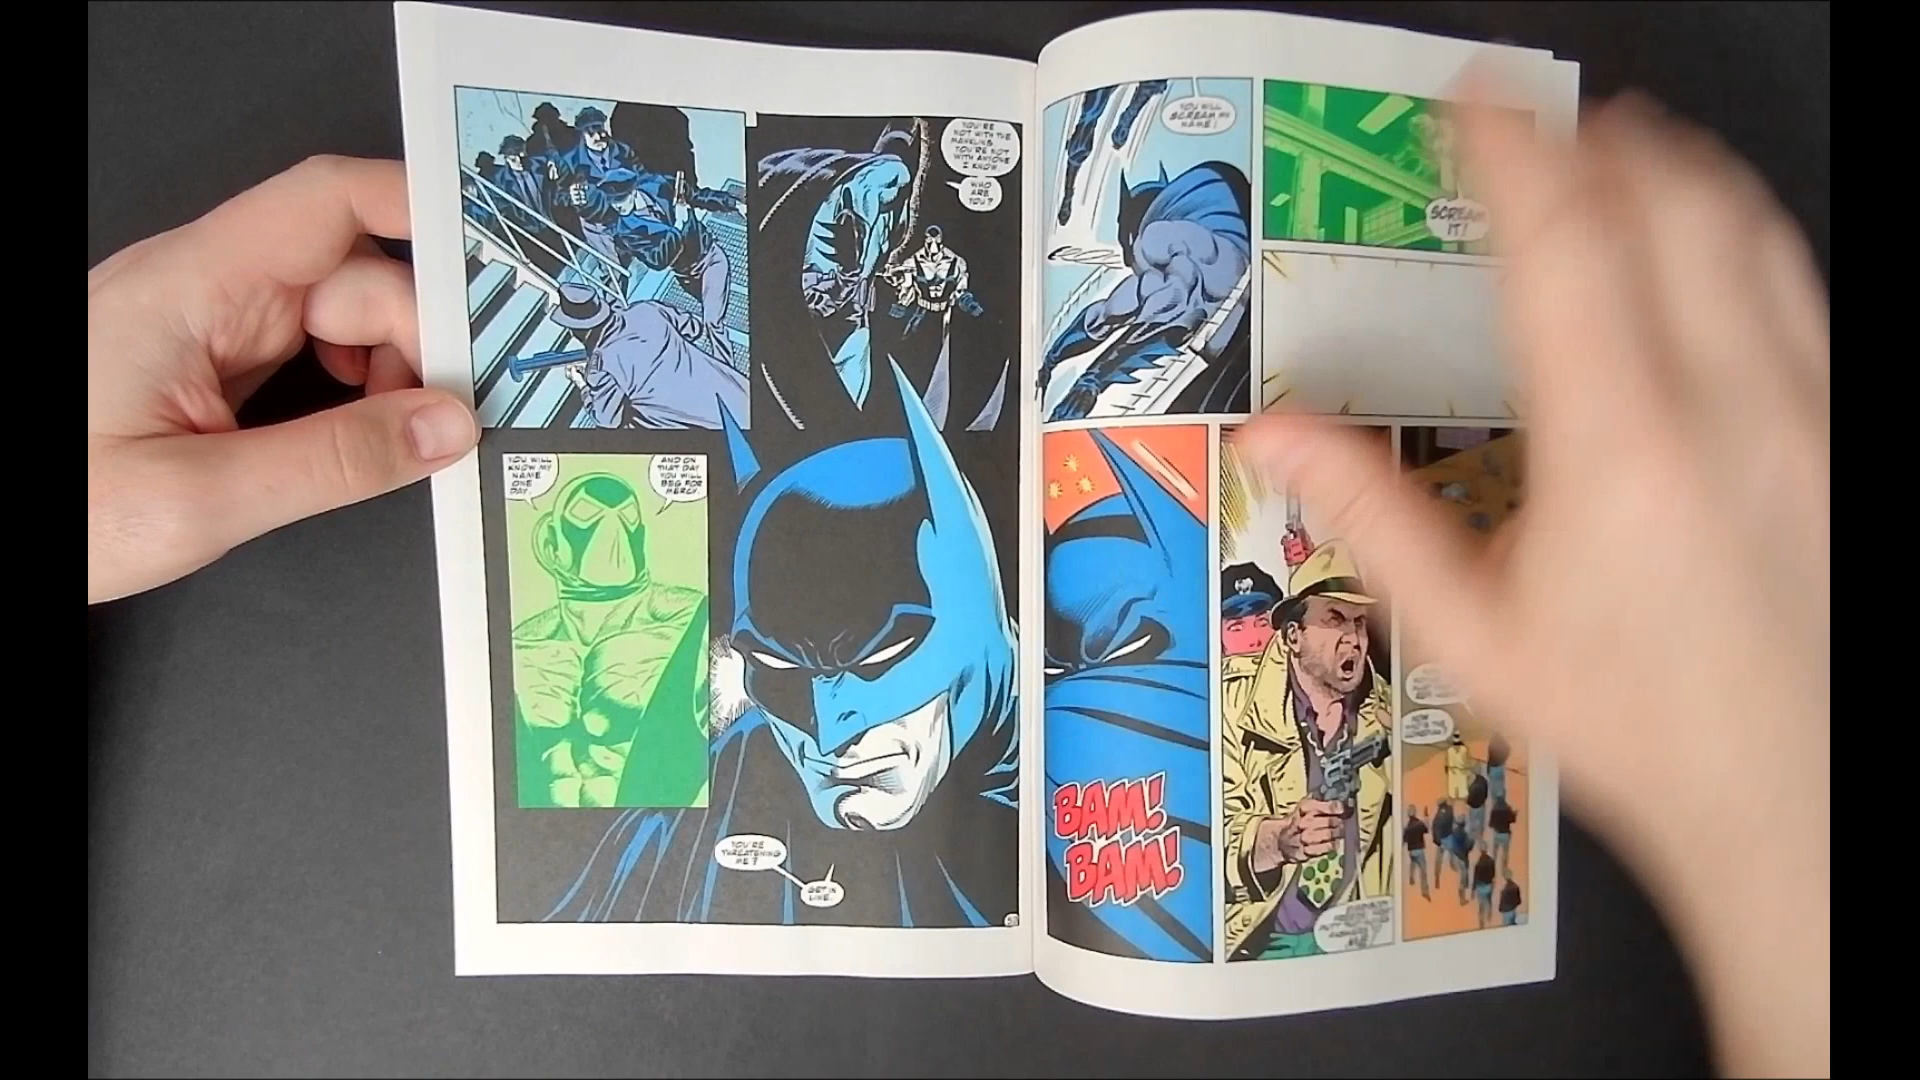 YOU'RE
NOT WITH THE
MANKLINS.
YOU'RE NOT
WITH ANYONE
I KNOW.
WHO
ARE
YOU?
YOU WILL
KNOW MY
NAME
ONE
DAY.
AND ON
THAT DAY
YOU WILL
BEG FOR
MERCY.
YOU'RE
THREATENING
ME?
GET IN
LINE.
YOU WILL
SCREAM MY
NAME!
SCREAM
IT!
BAM!
BAM!